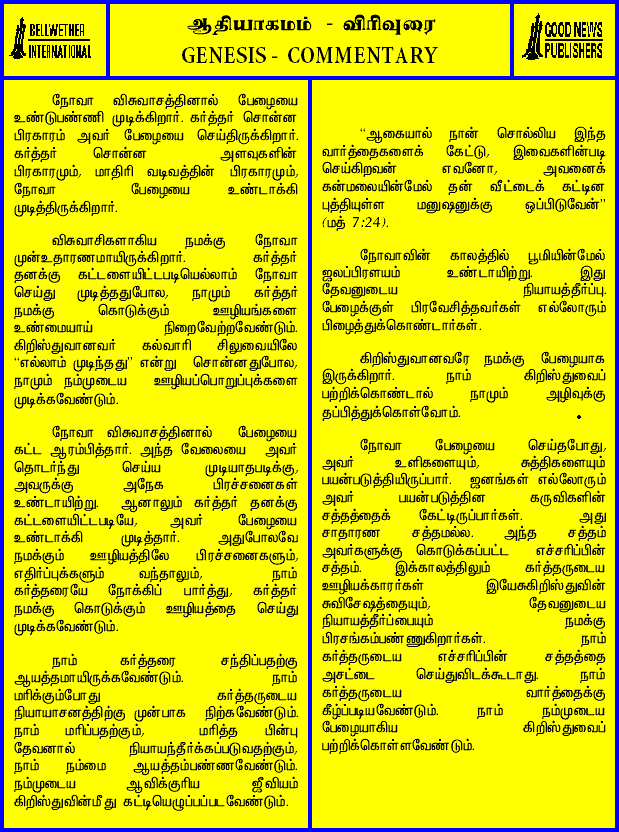 BELLWETHER
INTERNATIONAL
ஆதியாகமம் - விரிவுரை
GENESIS - COMMENTARY
GOOD NEWS
PUBLISHERS
நோவா விசுவாசத்தினால் பேழையை
உண்டுபண்ணி முடிக்கிறார். கர்த்தர் சொன்ன
பிரகாரம் அவர் பேழையை செய்திருக்கிறார்.
கர்த்தர் சொன்ன அளவுகளின்
பிரகாரமும், மாதிரி வடிவத்தின் பிரகாரமும்,
நோவா பேழையை உண்டாக்கி
முடித்திருக்கிறார்.
விசுவாசிகளாகிய நமக்கு நோவா
முன்உதாரணமாயிருக்கிறார். கர்த்தர்
தனக்கு கட்டளையிட்டபடியெல்லாம் நோவா
செய்து முடித்ததுபோல, நாமும் கர்த்தர்
நமக்கு கொடுக்கும் ஊழியங்களை
உண்மையாய் நிறைவேற்றவேண்டும்.
கிறிஸ்துவானவர் கல்வாரி சிலுவையிலே
“எல்லாம் முடிந்தது” என்று சொன்னதுபோல,
நாமும் நம்முடைய ஊழியப்பொறுப்புக்களை
முடிக்கவேண்டும்.
நோவா விசுவாசத்தினால் பேழையை
கட்ட ஆரம்பித்தார். அந்த வேலையை அவர்
தொடர்ந்து செய்ய முடியாதபடிக்கு,
அவருக்கு அநேக பிரச்சனைகள்
உண்டாயிற்று. ஆனாலும் கர்த்தர் தனக்கு
கட்டளையிட்டபடியே, அவர் பேழையை
உண்டாக்கி முடித்தார். அதுபோலவே
நமக்கும் ஊழியத்திலே பிரச்சனைகளும்,
எதிர்ப்புக்களும் வந்தாலும், நாம்
கர்த்தரையே நோக்கிப் பார்த்து, கர்த்தர்
நமக்கு கொடுக்கும் ஊழியத்தை செய்து
முடிக்கவேண்டும்.
நாம் கர்த்தரை சந்திப்பதற்கு
ஆயத்தமாயிருக்கவேண்டும். நாம்
மரிக்கும்போது கர்த்தருடைய
நியாயாசனத்திற்கு முன்பாக நிற்கவேண்டும்.
நாம் மரிப்பதற்கும், மரித்த பின்பு
தேவனால் நியாயந்தீர்க்கப்படுவதற்கும்,
நாம் நம்மை ஆயத்தம்பண்ணவேண்டும்.
நம்முடைய ஆவிக்குரிய ஜீவியம்
கிறிஸ்துவின்மீது கட்டியெழுப்பப்படவேண்டும்.
“ஆகையால் நான் சொல்லிய இந்த
வார்த்தைகளைக் கேட்டு, இவைகளின்படி
செய்கிறவன் எவனோ, அவனைக்
கன்மலையின்மேல் தன் வீட்டைக் கட்டின
புத்தியுள்ள மனுஷனுக்கு ஒப்பிடுவேன்”
(மத் 7:24).
நோவாவின் காலத்தில் பூமியின்மேல்
ஜலப்பிரளயம் உண்டாயிற்று. இது
தேவனுடைய நியாயத்தீர்ப்பு.
பேழைக்குள் பிரவேசித்தவர்கள் எல்லோரும்
பிழைத்துக்கொண்டார்கள்.
கிறிஸ்துவானவரே நமக்கு பேழையாக
இருக்கிறார். நாம் கிறிஸ்துவைப்
பற்றிக்கொண்டால் நாமும் அழிவுக்கு
தப்பித்துக்கொள்வோம்.
நோவா பேழையை செய்தபோது,
அவர் உளிகளையும், சுத்திகளையும்
பயன்படுத்தியிருப்பார். ஜனங்கள் எல்லோரும்
அவர் பயன்படுத்தின கருவிகளின்
சத்தத்தைக் கேட்டிருப்பார்கள். அது
சாதாரண சத்தமல்ல. அந்த சத்தம்
அவர்களுக்கு கொடுக்கப்பட்ட எச்சரிப்பின்
சத்தம். இக்காலத்திலும் கர்த்தருடைய
ஊழியக்காரர்கள் இயேசுகிறிஸ்துவின்
சுவிசேஷத்தையும், தேவனுடைய
நியாயத்தீர்ப்பையும் நமக்கு
பிரசங்கம்பண்ணுகிறார்கள். நாம்
கர்த்தருடைய எச்சரிப்பின் சத்தத்தை
அசட்டை செய்துவிடக்கூடாது. நாம்
கர்த்தருடைய வார்த்தைக்கு
கீழ்ப்படியவேண்டும். நாம் நம்முடைய
பேழையாகிய கிறிஸ்துவைப்
பற்றிக்கொள்ளவேண்டும்.